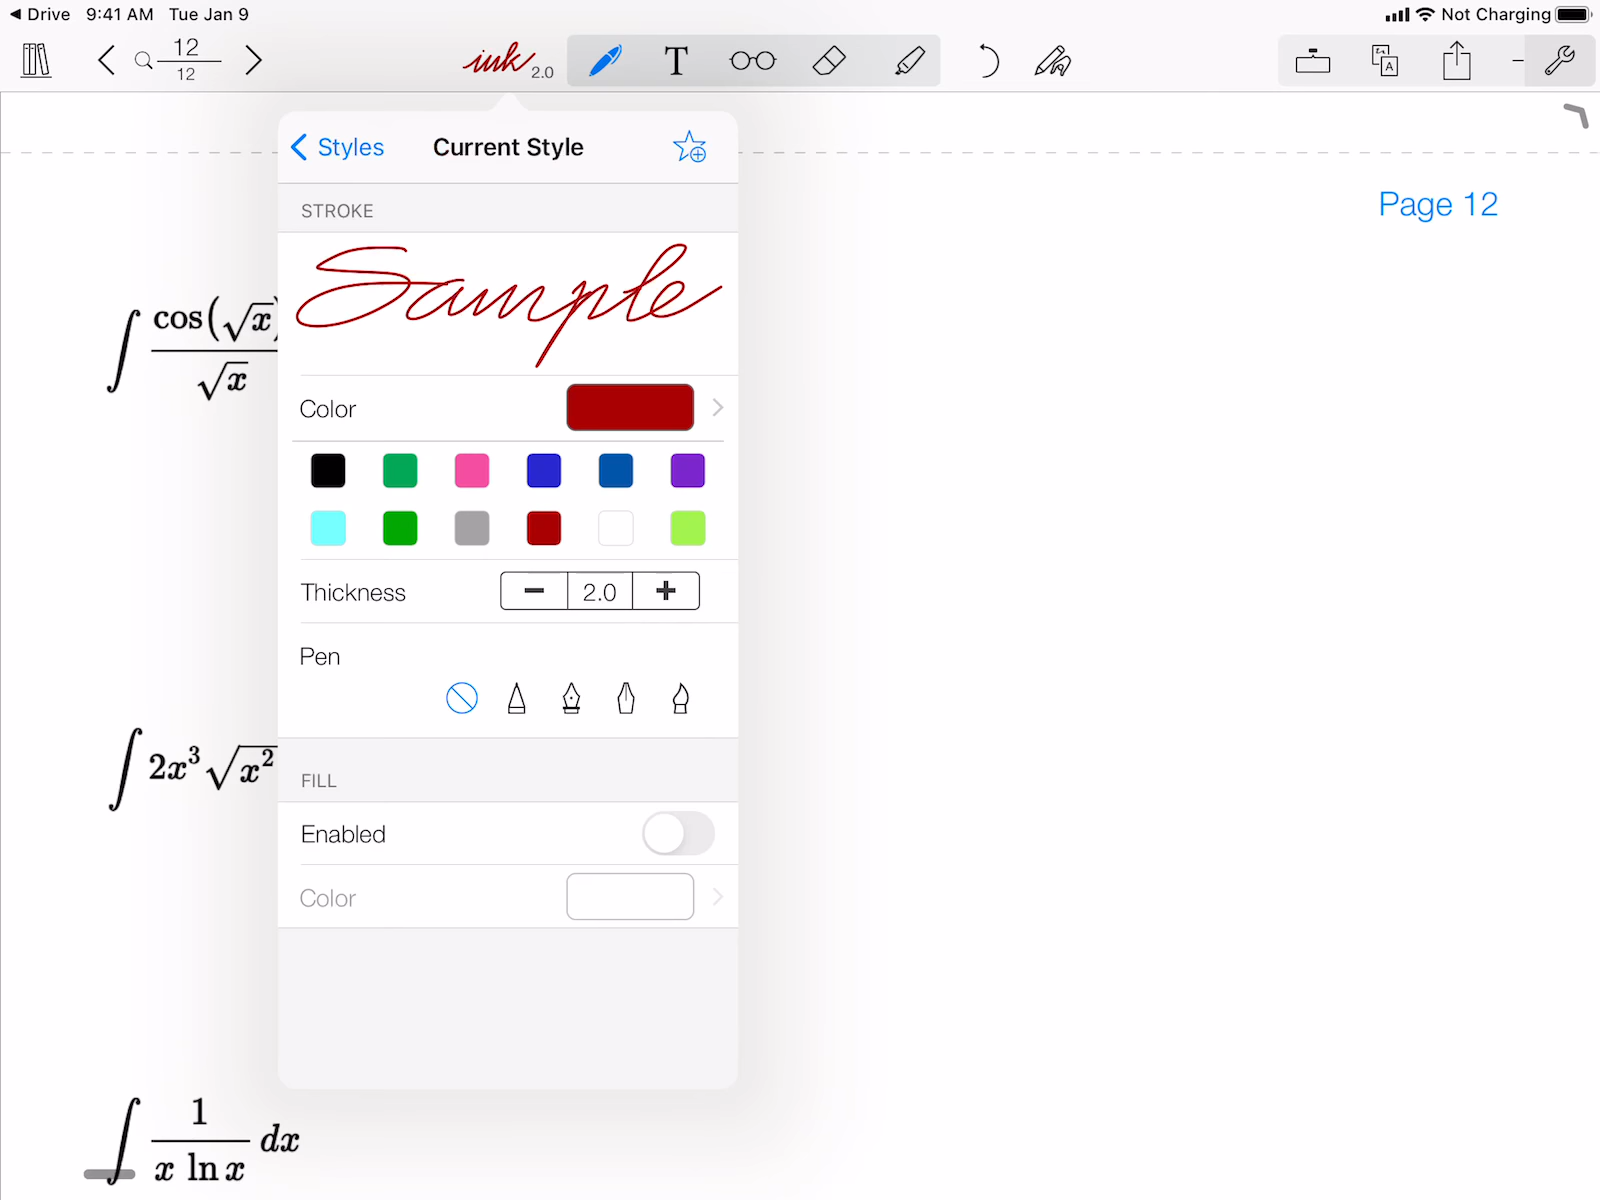 Drive 9:41 AM Tue Jan 9 Not Charging
12
12
ink 2.0 T A
Styles Current Style
STROKE
Page 12
Sample
∫ cos(√x) / √x
Color
Thickness − 2.0 +
Pen
∫ 2x³ √x²
FILL
Enabled
Color
∫ 1 / (x ln x) dx